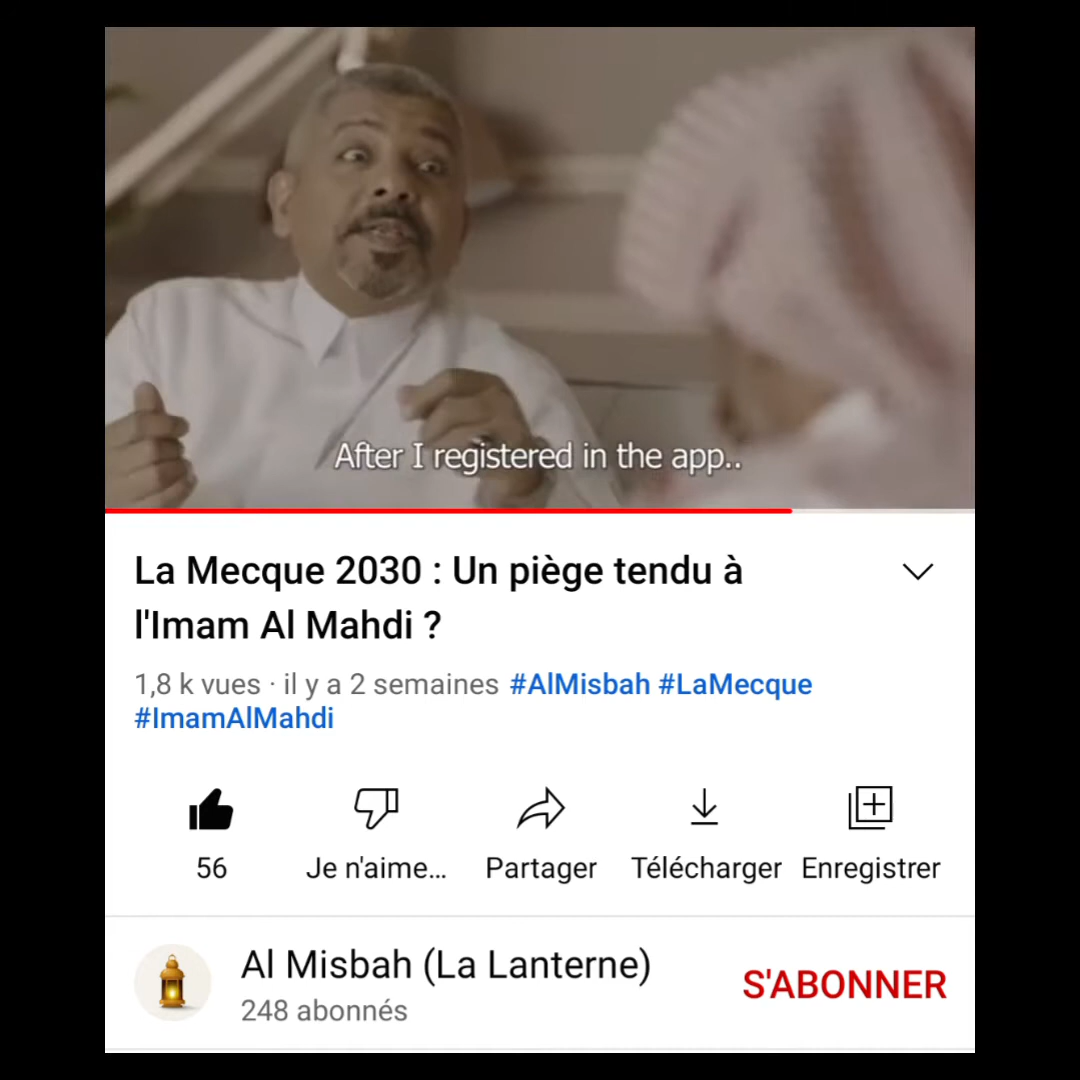 After I registered in the app..
La Mecque 2030 : Un piège tendu à
l'Imam Al Mahdi ?
1,8 k vues · il y a 2 semaines #AlMisbah #LaMecque
#ImamAlMahdi
56 Je n'aime... Partager Télécharger Enregistrer
Al Misbah (La Lanterne)
248 abonnés
S'ABONNER